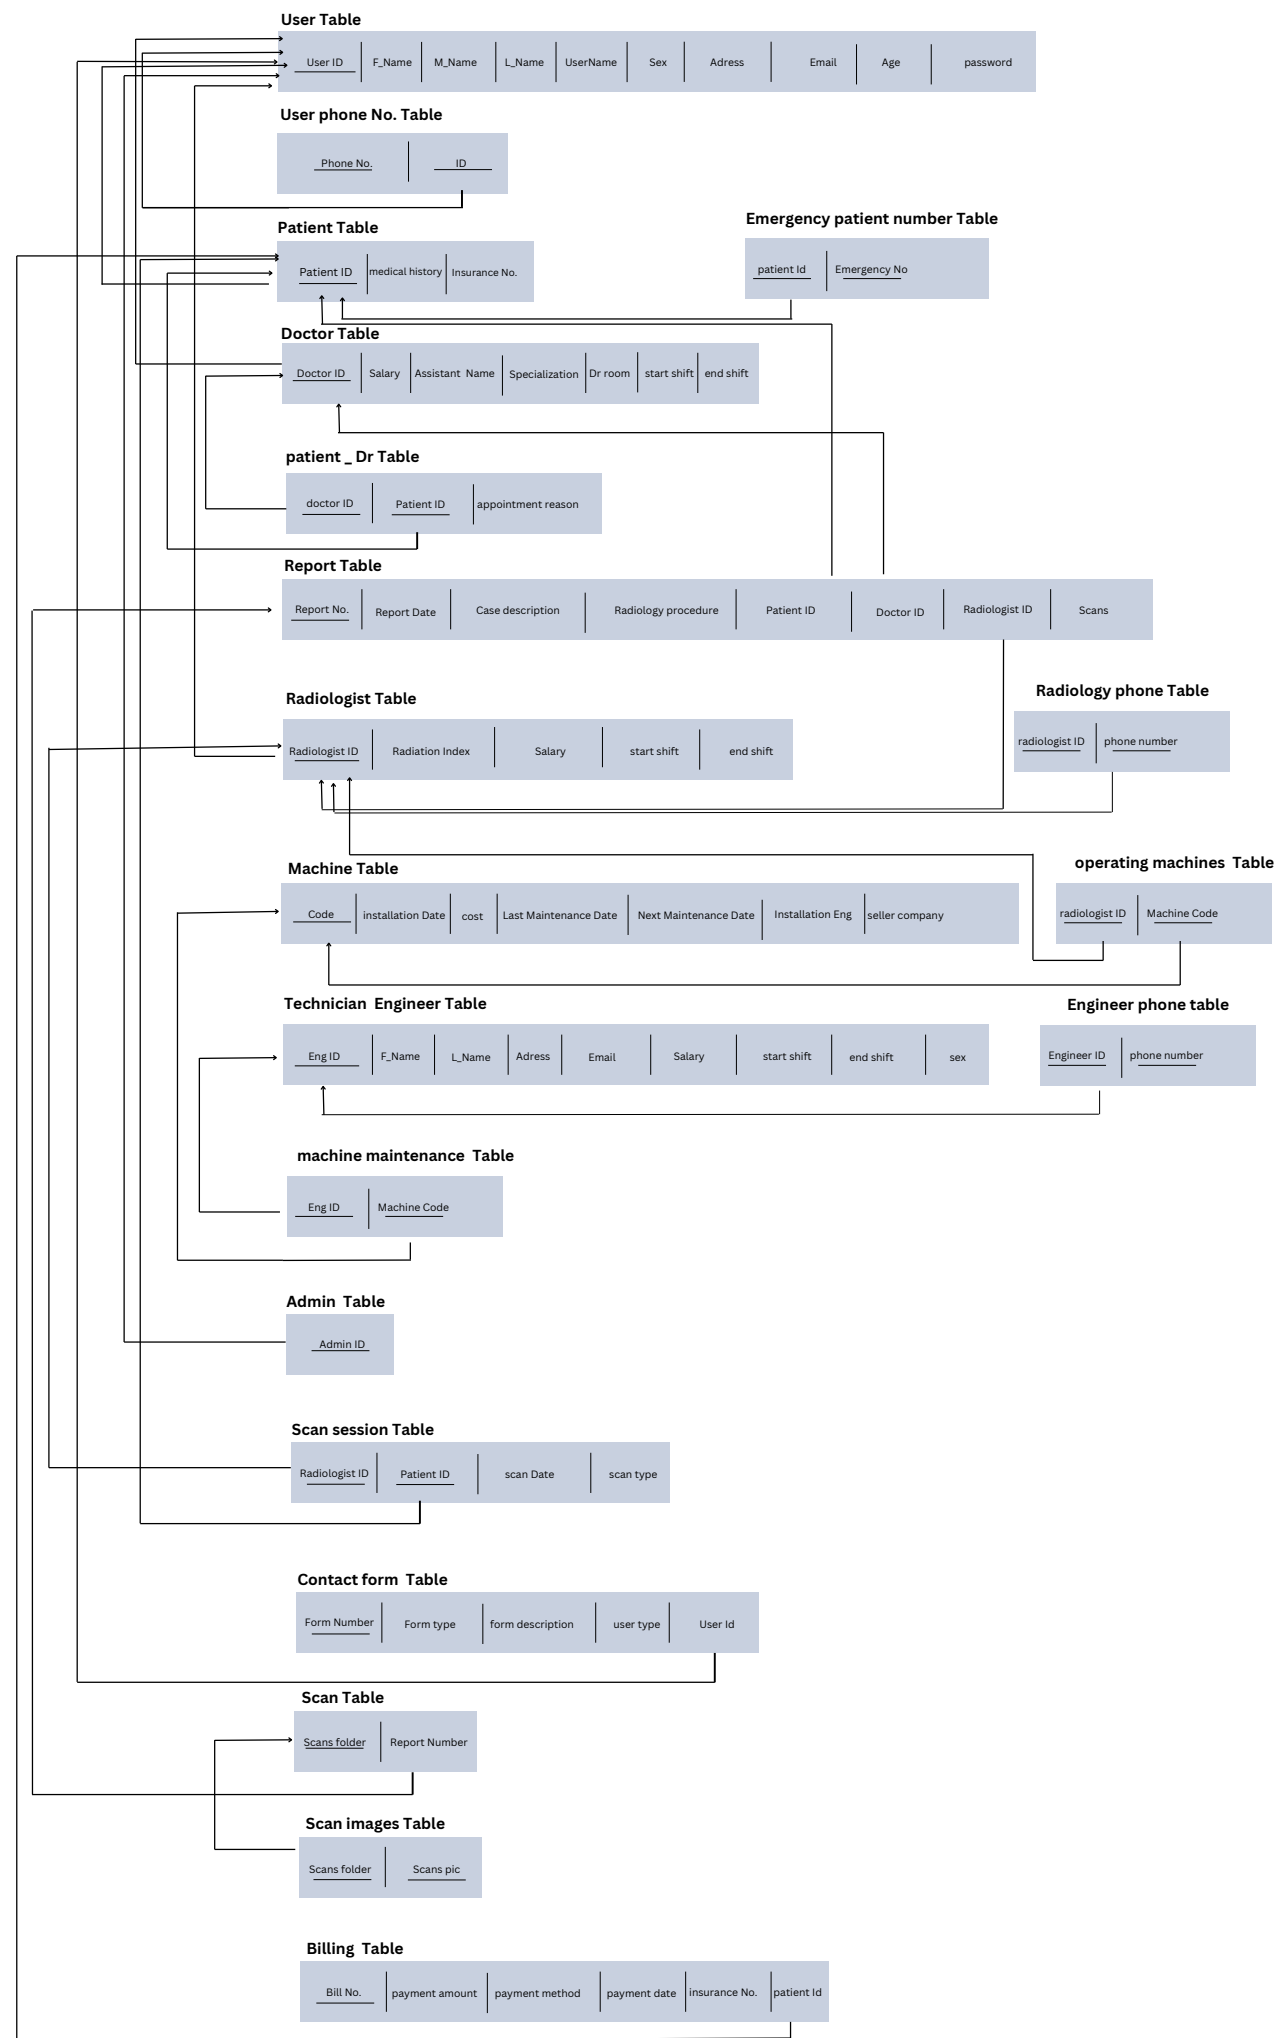 User Table
User ID F_Name M_Name L_Name UserName Sex Adress Email Age password
User phone No. Table
Phone No. ID
Patient Table
Patient ID medical history Insurance No.
Emergency patient number Table
patient Id Emergency No
Doctor Table
Doctor ID Salary Assistant Name Specialization Dr room start shift end shift
patient _ Dr Table
doctor ID Patient ID appointment reason
Report Table
Report No. Report Date Case description Radiology procedure Patient ID Doctor ID Radiologist ID Scans
Radiologist Table
Radiologist ID Radiation Index Salary start shift end shift
Radiology phone Table
radiologist ID phone number
Machine Table
Code installation Date cost Last Maintenance Date Next Maintenance Date Installation Eng seller company
operating machines Table
radiologist ID Machine Code
Technician Engineer Table
Eng ID F_Name L_Name Adress Email Salary start shift end shift sex
Engineer phone table
Engineer ID phone number
machine maintenance Table
Eng ID Machine Code
Admin Table
Admin ID
Scan session Table
Radiologist ID Patient ID scan Date scan type
Contact form Table
Form Number Form type form description user type User Id
Scan Table
Scans folder Report Number
Scan images Table
Scans folder Scans pic
Billing Table
Bill No. payment amount payment method payment date insurance No. patient Id